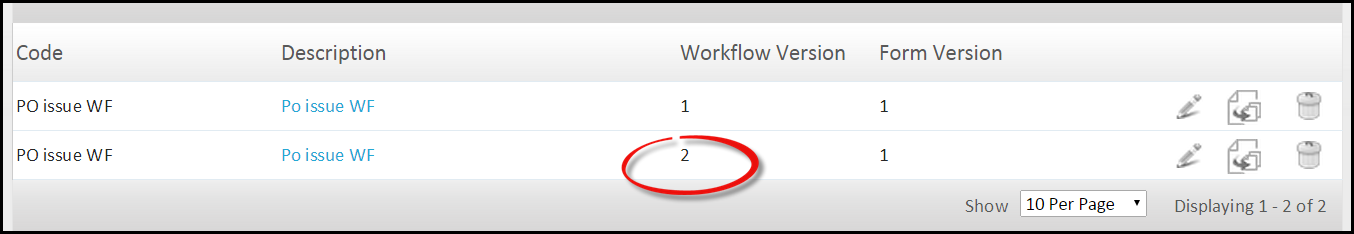 Code Description Workflow Version Form Version
PO issue WF Po issue WF 1 1
PO issue WF Po issue WF 2 1
Show 10 Per Page Displaying 1 - 2 of 2